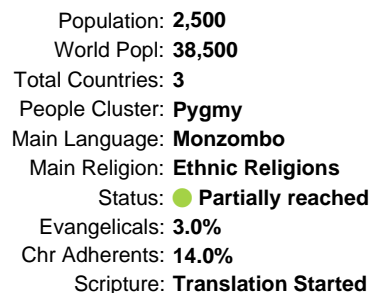 Population: 2,500
World Popl: 38,500
Total Countries: 3
People Cluster: Pygmy
Main Language: Monzombo
Main Religion: Ethnic Religions
Status: Partially reached
Evangelicals: 3.0%
Chr Adherents: 14.0%
Scripture: Translation Started